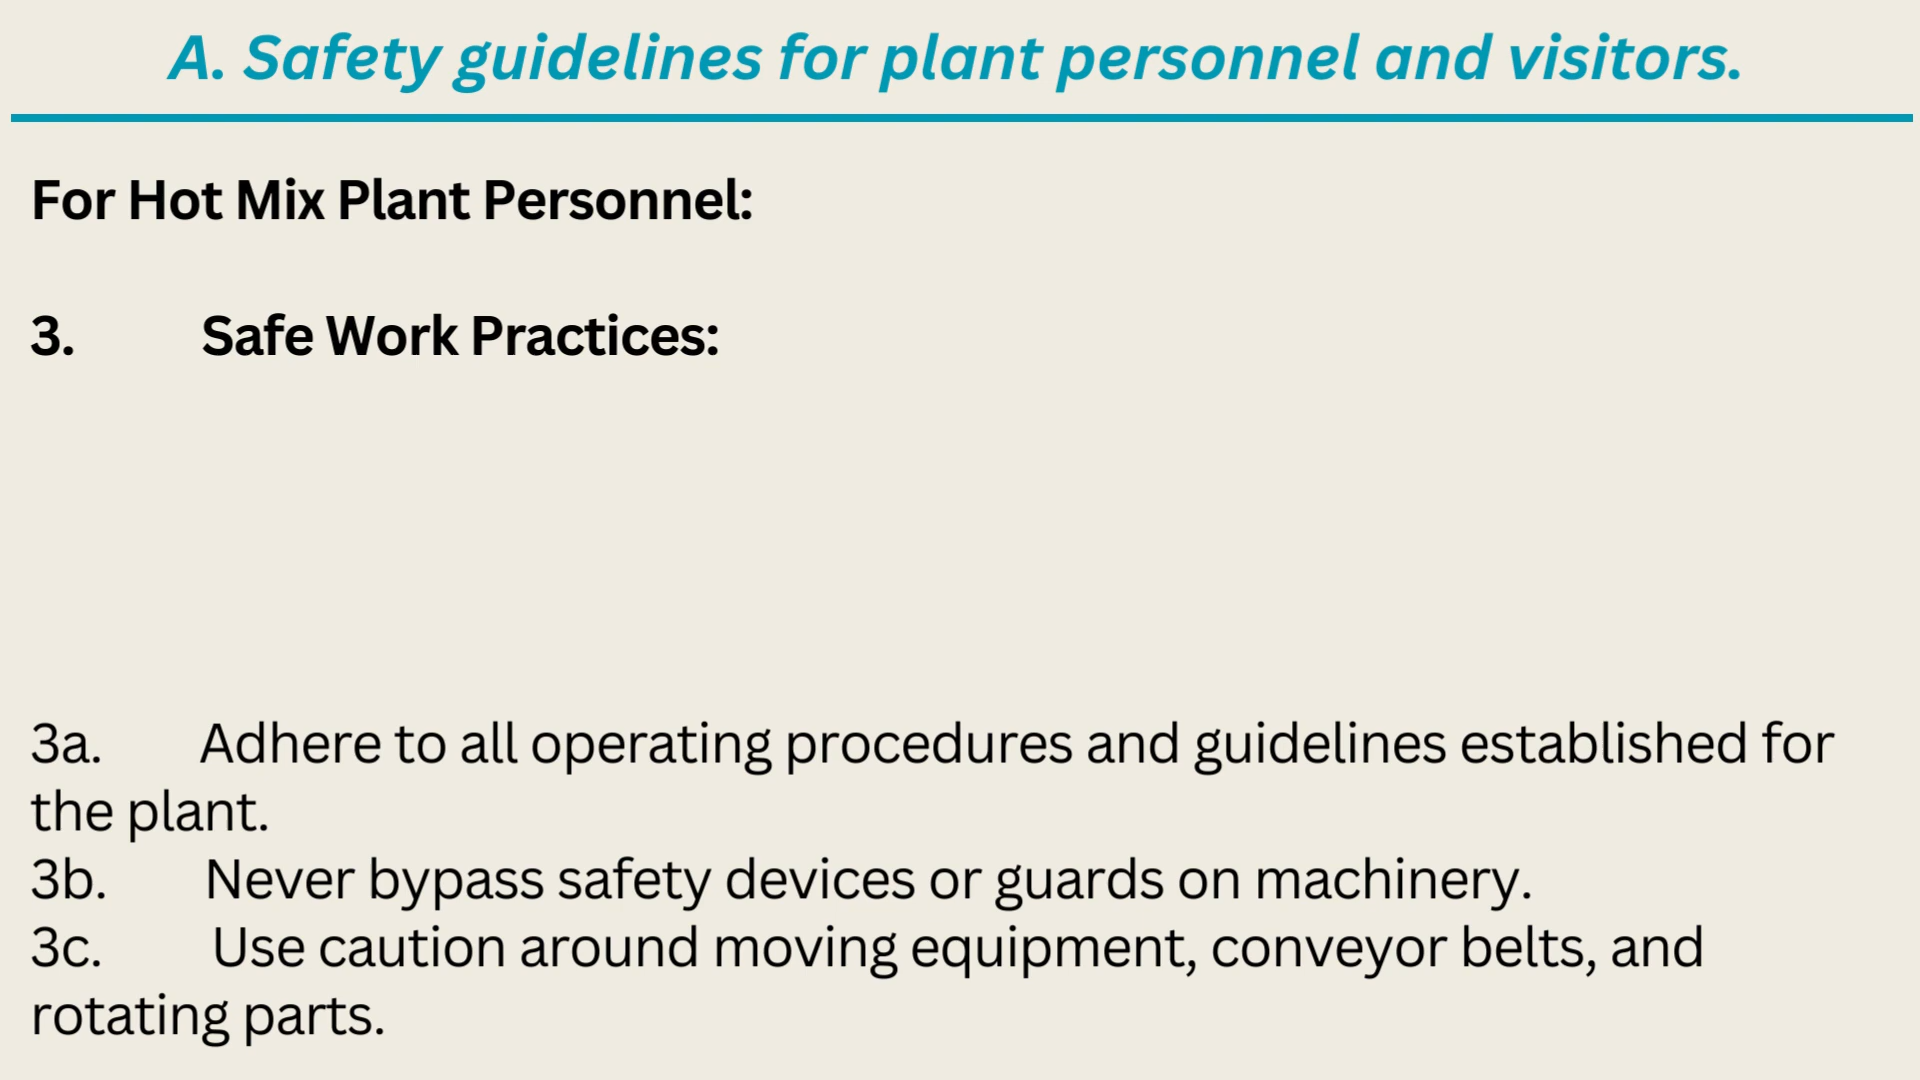 A. Safety guidelines for plant personnel and visitors.
For Hot Mix Plant Personnel:
3. Safe Work Practices:
3a. Adhere to all operating procedures and guidelines established for
the plant.
3b. Never bypass safety devices or guards on machinery.
3c. Use caution around moving equipment, conveyor belts, and
rotating parts.